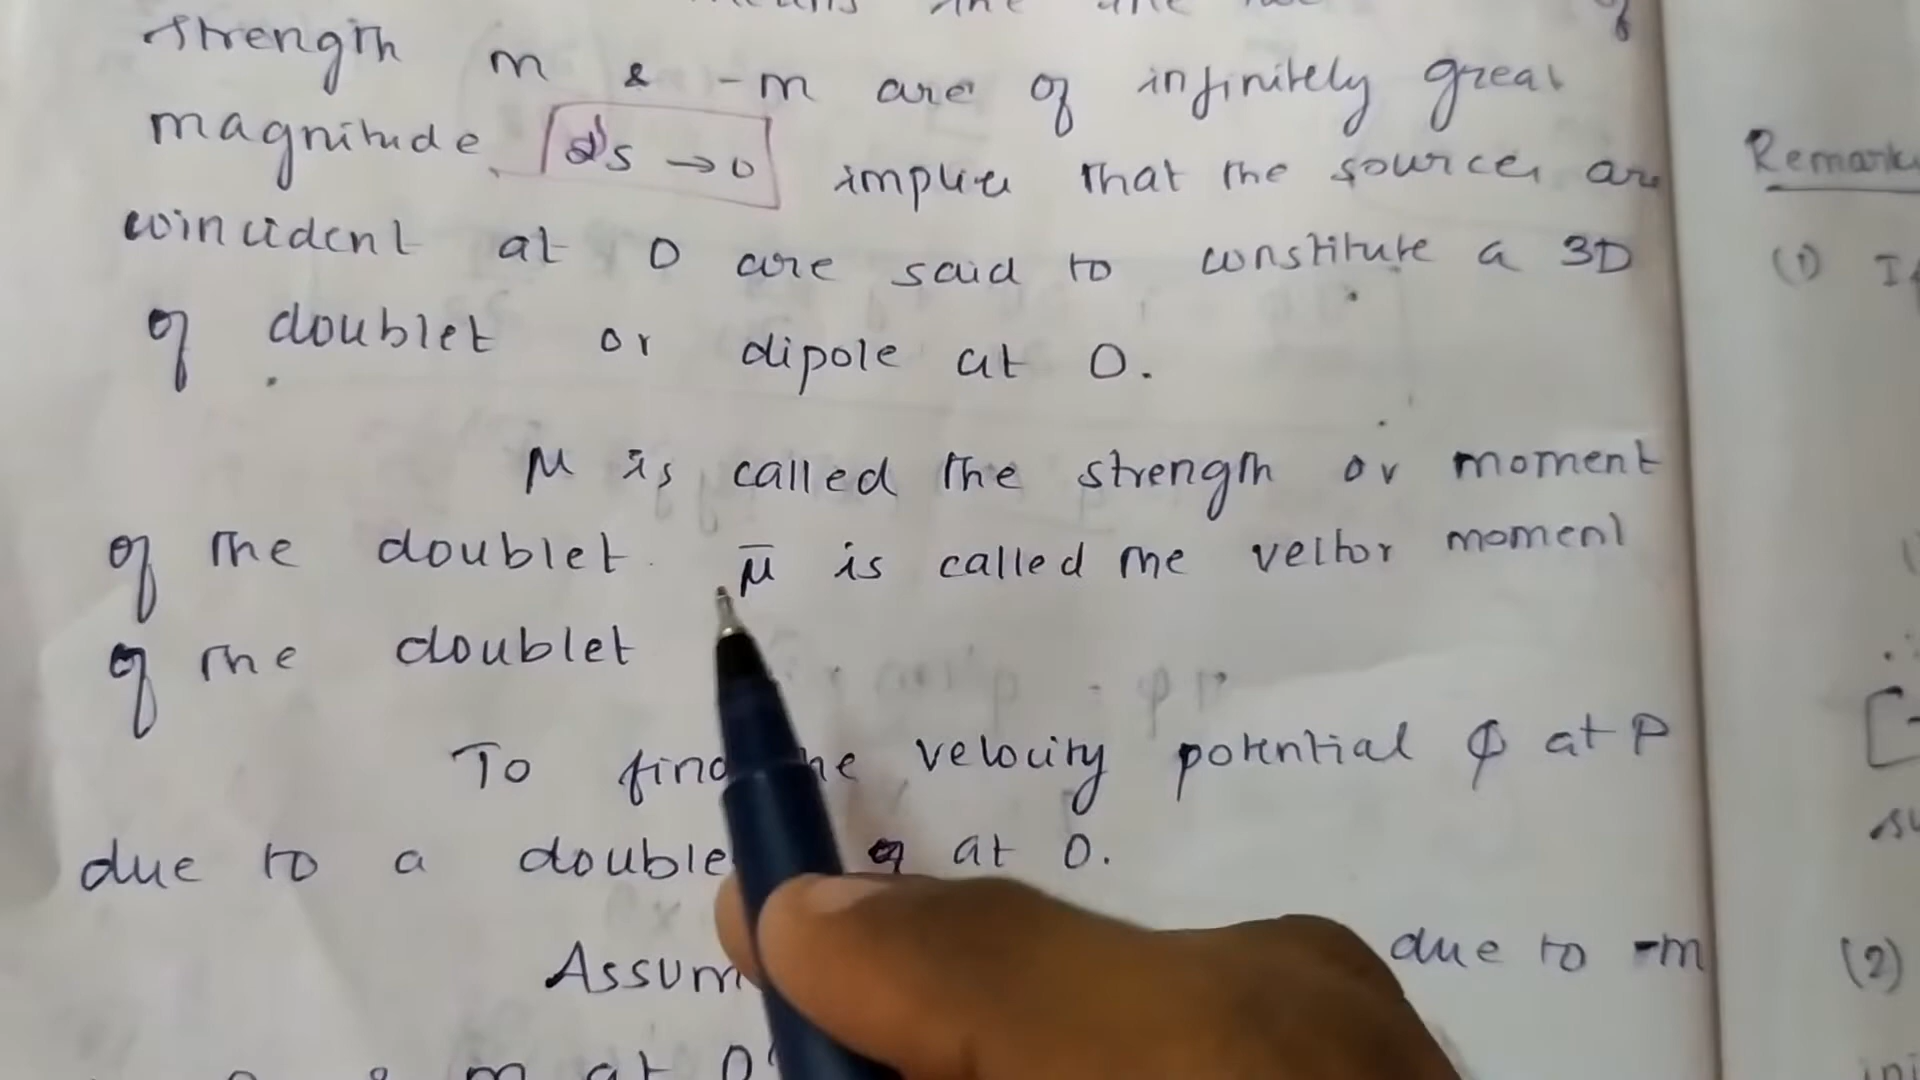 strength m & -m are of infinitely great
magnitude. δs → 0 implies that the sources are
coincident at O are said to constitute a 3D
of doublet or dipole at O.
μ is called the strength or moment
of the doublet. μ̄ is called the vector moment
of the doublet
To find the velocity potential ϕ at P
due to a at O.
due to -m
m at
Remark
(1)
(2)